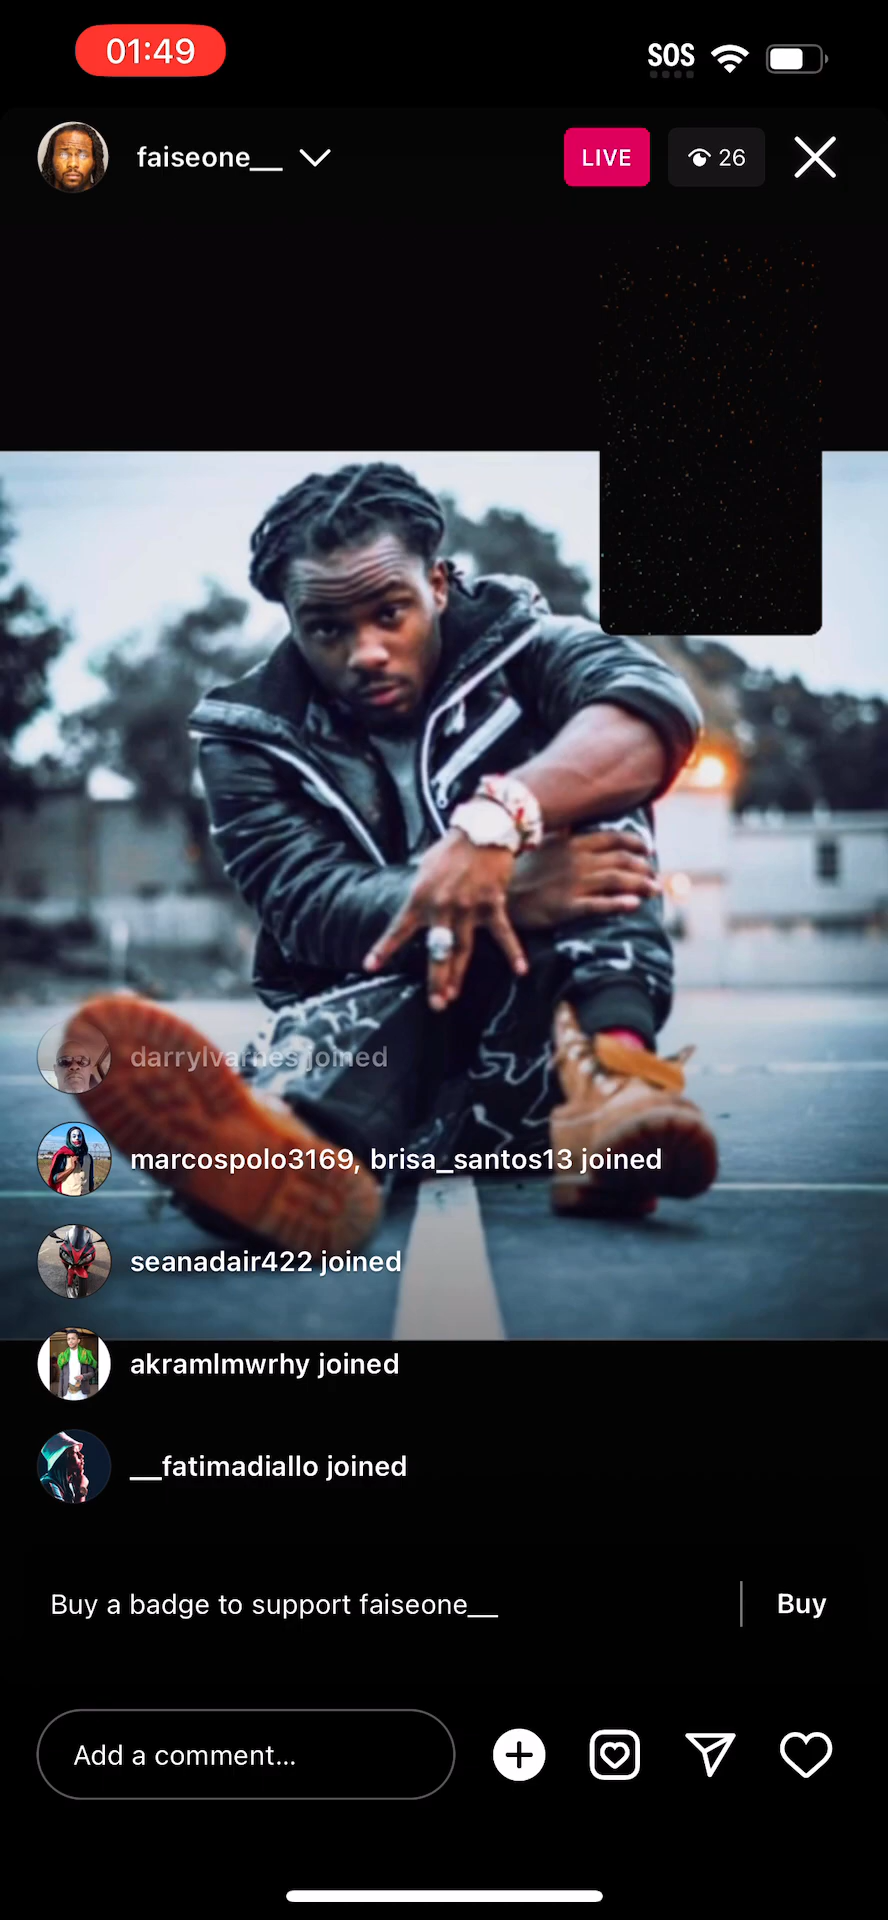 01:49 SOS
faiseone__ LIVE 26
darrylvarnes joined
marcospolo3169, brisa_santos13 joined
seanadair422 joined
akramlmwrhy joined
__fatimadiallo joined
Buy a badge to support faiseone__ Buy
Add a comment...